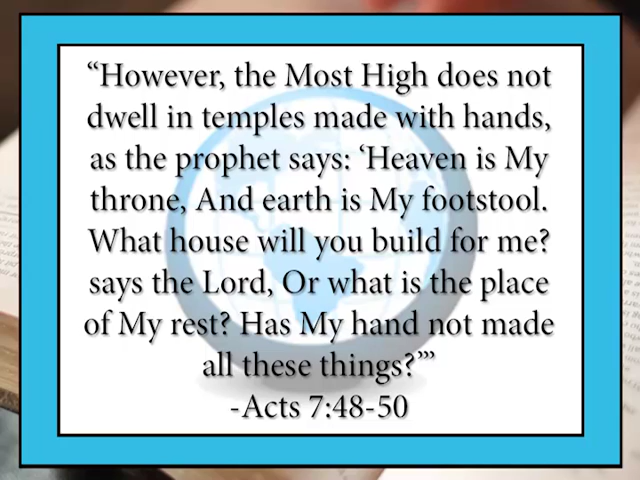 “However, the Most High does not
dwell in temples made with hands,
as the prophet says: ‘Heaven is My
throne, And earth is My footstool.
What house will you build for me?
says the Lord, Or what is the place
of My rest? Has My hand not made
all these things?’”
-Acts 7:48-50